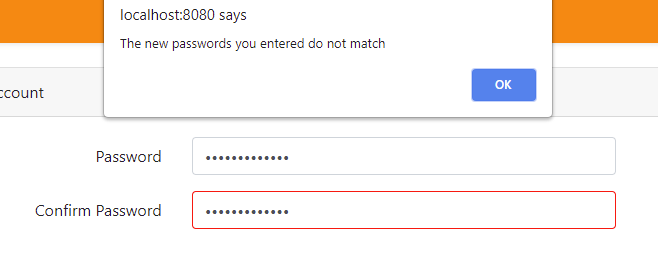 localhost:8080 says
The new passwords you entered do not match
OK
ccount
Password
•••••••••••••
Confirm Password
•••••••••••••